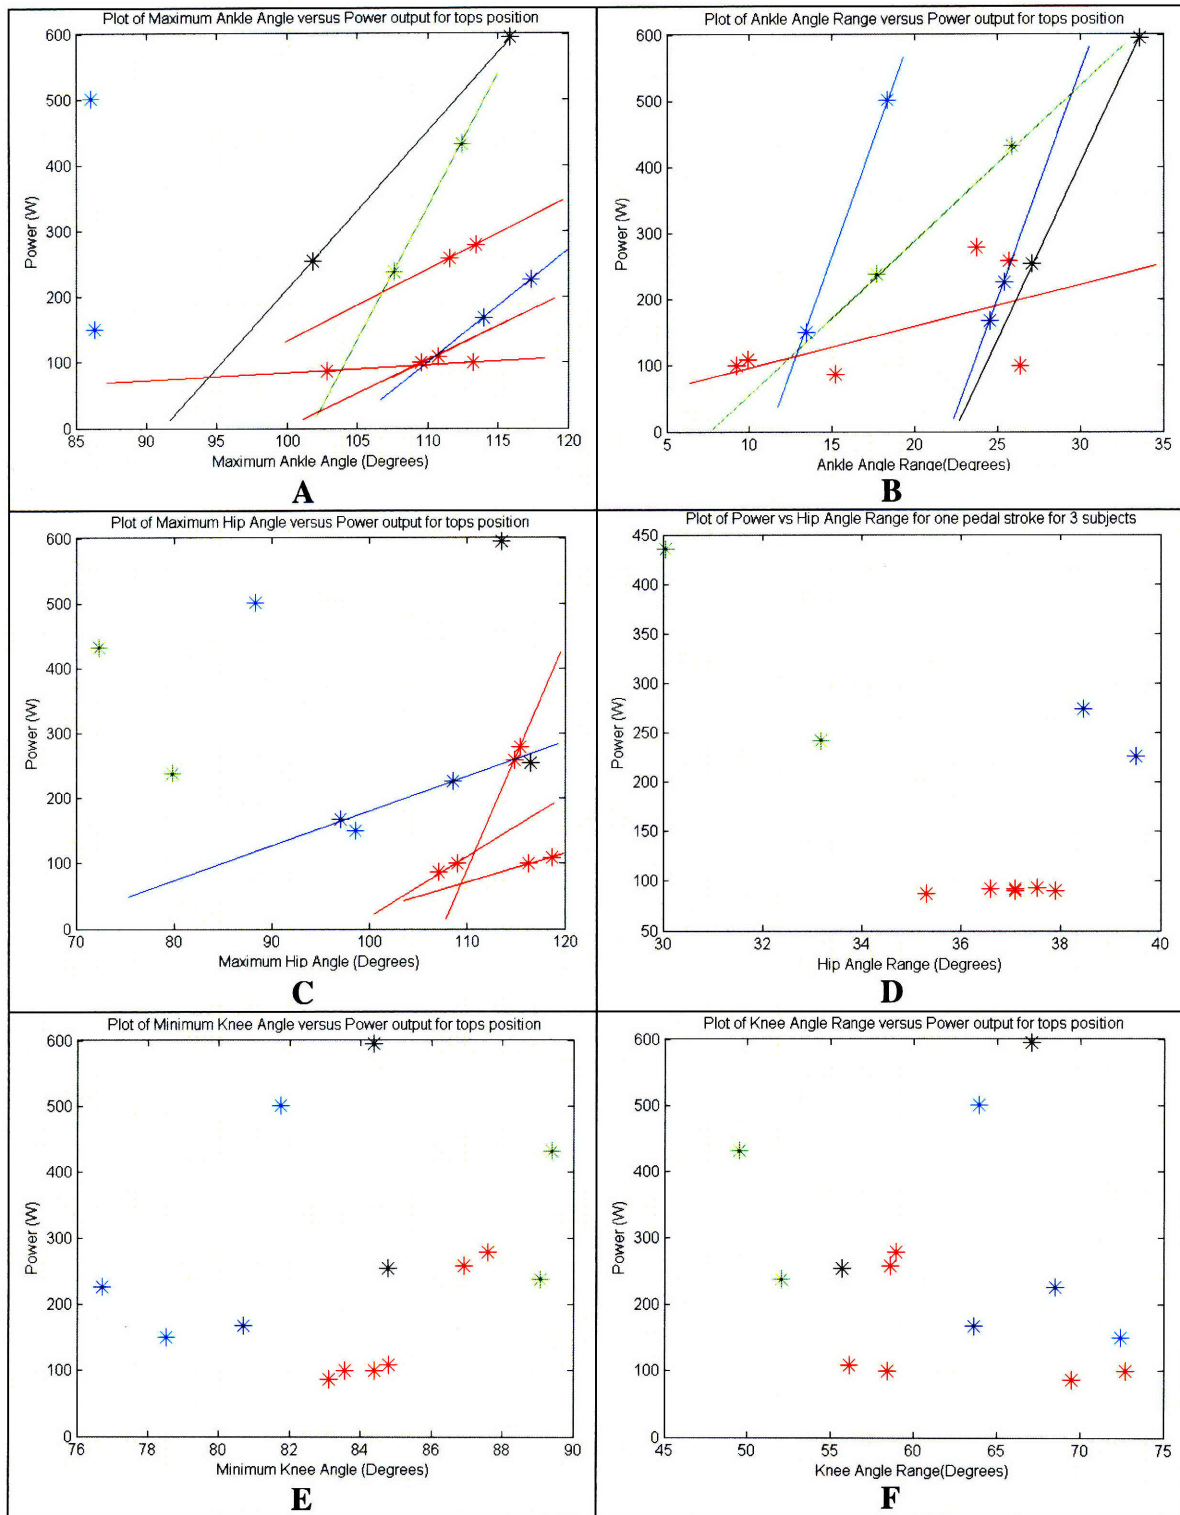 Plot of Maximum Ankle Angle versus Power output for tops position
600
500
400
300
200
100
0
Power (W)
85 90 95 100 105 110 115 120
Maximum Ankle Angle (Degrees)
A
Plot of Ankle Angle Range versus Power output for tops position
600
500
400
300
200
100
0
Power (W)
5 10 15 20 25 30 35
Ankle Angle Range(Degrees)
B
Plot of Maximum Hip Angle versus Power output for tops position
600
500
400
300
200
100
0
Power (W)
70 80 90 100 110 120
Maximum Hip Angle (Degrees)
C
Plot of Power vs Hip Angle Range for one pedal stroke for 3 subjects
450
400
350
300
250
200
150
100
50
Power (W)
30 32 34 36 38 40
Hip Angle Range (Degrees)
D
Plot of Minimum Knee Angle versus Power output for tops position
600
500
400
300
200
100
0
Power (W)
76 78 80 82 84 86 88 90
Minimum Knee Angle (Degrees)
E
Plot of Knee Angle Range versus Power output for tops position
600
500
400
300
200
100
0
Power (W)
45 50 55 60 65 70 75
Knee Angle Range(Degrees)
F